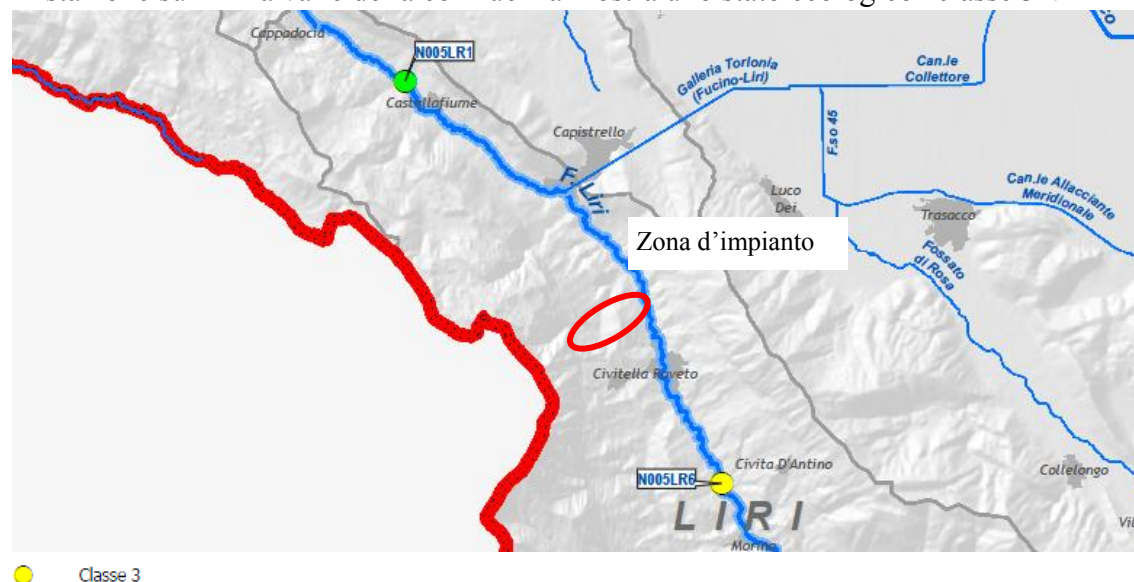 Cappadocia
N005LR1
Castellafiume
Galleria Torlonia
(Fucino-Liri)
Can.le
Collettore
Capistrello
F.so 45
F. Liri
Luco
Dei
Can.le Allacciante
Meridionale
Trasacco
Zona d'impianto
Fossato
di Rosa
Civitella Roveto
Civita D'Antino
N005LR6
Collelongo
LIRI
Morino
Classe 3